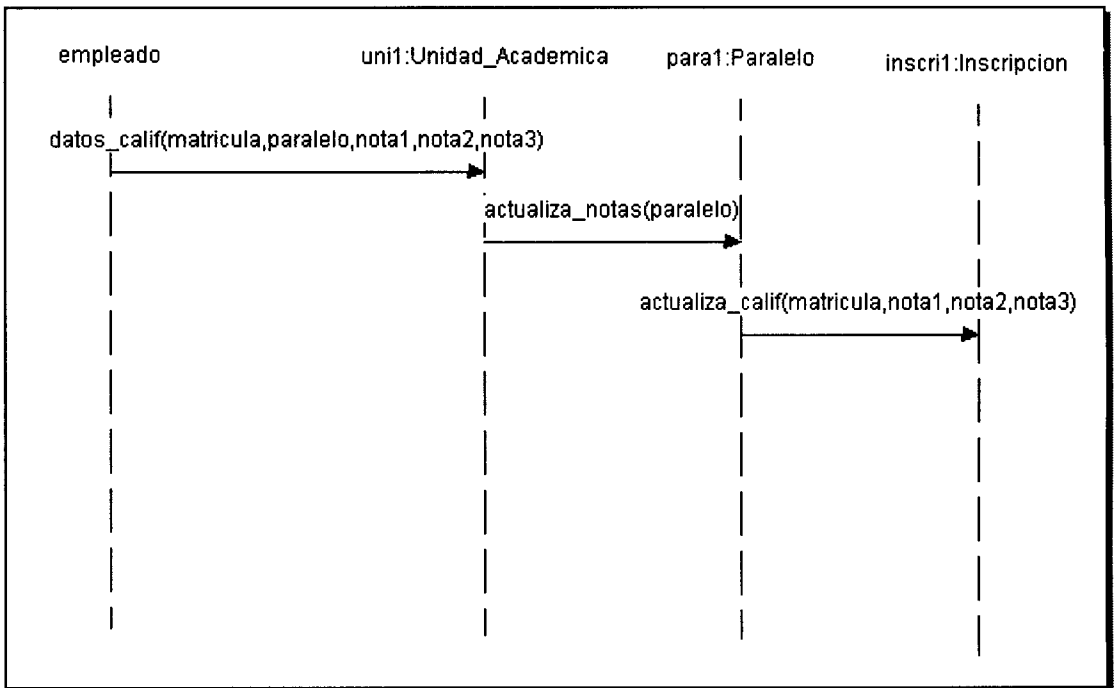 empleado
uni1:Unidad_Academica
para1:Paralelo
inscri1:Inscripcion
datos_calif(matricula,paralelo,nota1,nota2,nota3)
actualiza_notas(paralelo)
actualiza_calif(matricula,nota1,nota2,nota3)